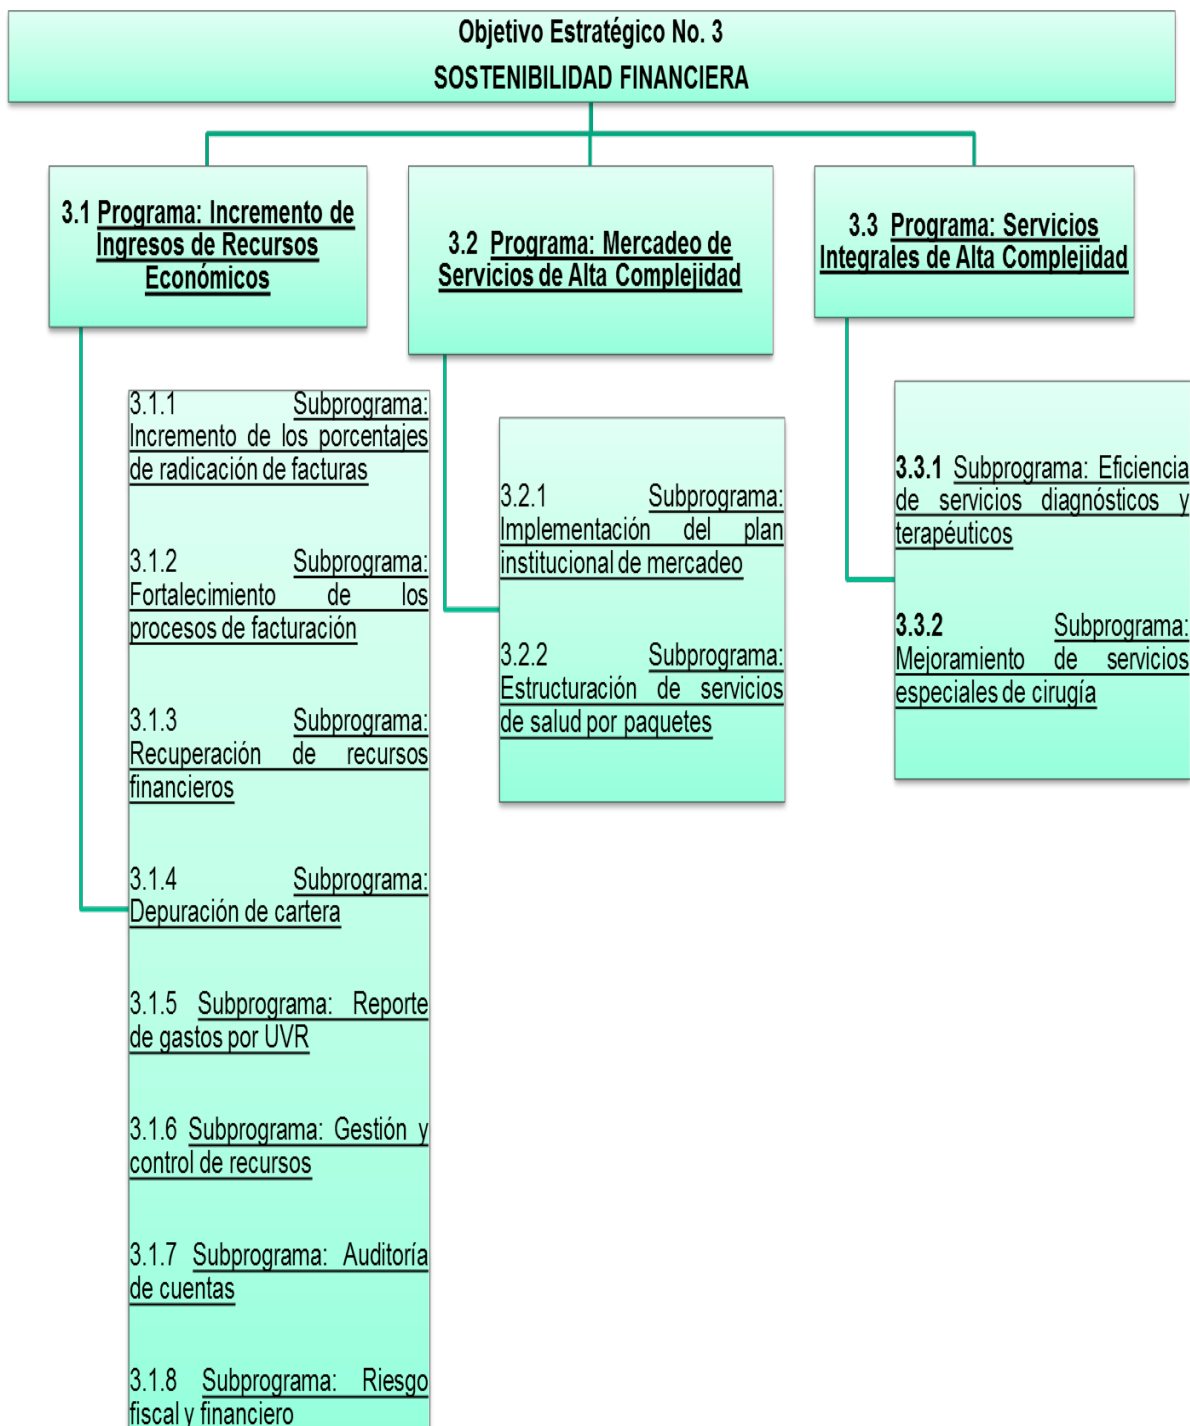 Objetivo Estratégico No. 3
SOSTENIBILIDAD FINANCIERA
3.1 Programa: Incremento de
Ingresos de Recursos
Económicos
3.2 Programa: Mercadeo de
Servicios de Alta Complejidad
3.3 Programa: Servicios
Integrales de Alta Complejidad
3.1.1 Subprograma:
Incremento de los porcentajes
de radicación de facturas
3.1.2 Subprograma:
Fortalecimiento de los
procesos de facturación
3.1.3 Subprograma:
Recuperación de recursos
financieros
3.1.4 Subprograma:
Depuración de cartera
3.1.5 Subprograma: Reporte
de gastos por UVR
3.1.6 Subprograma: Gestión y
control de recursos
3.1.7 Subprograma: Auditoría
de cuentas
3.1.8 Subprograma: Riesgo
fiscal y financiero
3.2.1 Subprograma:
Implementación del plan
institucional de mercadeo
3.2.2 Subprograma:
Estructuración de servicios
de salud por paquetes
3.3.1 Subprograma: Eficiencia
de servicios diagnósticos y
terapéuticos
3.3.2 Subprograma:
Mejoramiento de servicios
especiales de cirugía